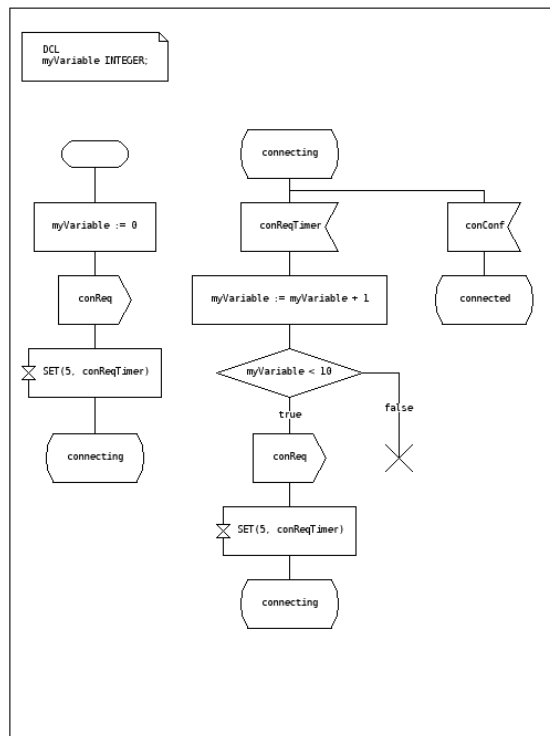 DCL
myVariable INTEGER;
myVariable := 0
conReq
SET(5, conReqTimer)
connecting
connecting
conReqTimer
myVariable := myVariable + 1
myVariable < 10
true
false
conReq
SET(5, conReqTimer)
connecting
conConf
connected